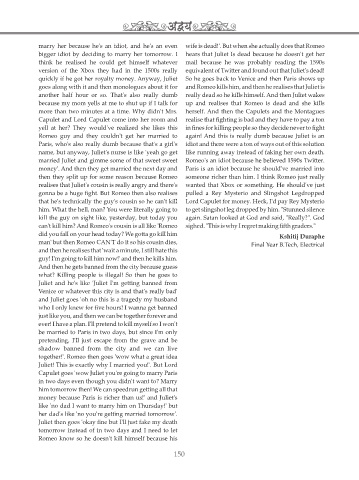 अद्वय
marry her because he's an idiot, and he's an even
bigger idiot by deciding to marry her tomorrow. I
think he realised he could get himself whatever
version of the Xbox they had in the 1500s really
quickly if he got her royalty money. Anyway, Juliet
goes along with it and then monologues about it for
another half hour or so. That's also really dumb
because my mom yells at me to shut up if I talk for
more than two minutes at a time. Why didn't Mrs.
Capulet and Lord Capulet come into her room and
yell at her? They would've realized she likes this
Romeo guy and they couldn't get her married to
Paris, who's also really dumb because that's a girl's
name, but anyway, Juliet's nurse is like 'yeah go get
married Juliet and gimme some of that sweet sweet
money'. And then they get married the next day and
then they split up for some reason because Romeo
realises that Juliet's cousin is really angry and there's
gonna be a huge fight. But Romeo then also realises
that he's technically the guy's cousin so he can't kill
him. What the hell, man? You were literally going to
kill the guy on sight like, yesterday, but today you
can't kill him? And Romeo's cousin is all like 'Romeo
did you fall on your head today? We gotta go kill him
man' but then Romeo CAN'T do it so his cousin dies,
and then he realises that 'wait a minute, I still hate this
guy! I'm going to kill him now!' and then he kills him.
And then he gets banned from the city because guess
what? Killing people is illegal! So then he goes to
Juliet and he's like 'Juliet I'm getting banned from
Venice or whatever this city is and that's really bad'
and Juliet goes 'oh no this is a tragedy my husband
who I only knew for five hours! I wanna get banned
just like you, and then we can be together forever and
ever! I have a plan. I'll pretend to kill myself so I won't
be married to Paris in two days, but since I'm only
pretending, I'll just escape from the grave and be
shadow banned from the city and we can live
together!'. Romeo then goes 'wow what a great idea
Juliet! This is exactly why I married you!'. But Lord
Capulet goes 'wow Juliet you're going to marry Paris
in two days even though you didn't want to? Marry
him tomorrow then! We can speedrun getting all that
money because Paris is richer than us!' and Juliet's
like 'no dad I want to marry him on Thursday!' but
her dad's like 'no you're getting married tomorrow'.
Juliet then goes 'okay fine but I'll just fake my death
tomorrow instead of in two days and I need to let
Romeo know so he doesn't kill himself because his
wife is dead!'. But when she actually does that Romeo
hears that Juliet is dead because he doesn't get her
mail because he was probably reading the 1590s
equivalent of Twitter and found out that Juliet's dead!
So he goes back to Venice and then Paris shows up
and Romeo kills him, and then he realises that Juliet is
really dead so he kills himself. And then Juliet wakes
up and realises that Romeo is dead and she kills
herself. And then the Capulets and the Montagues
realise that fighting is bad and they have to pay a ton
in fines for killing people so they decide never to fight
again! And this is really dumb because Juliet is an
idiot and there were a ton of ways out of this solution
like running away instead of faking her own death,
Romeo's an idiot because he believed 1590s Twitter.
Paris is an idiot because he should've married into
someone richer than him. I think Romeo just really
wanted that Xbox or something. He should've just
pulled a Rey Mysterio and Slingshot Legdropped
Lord Capulet for money. Heck, I'd pay Rey Mysterio
to get slingshot leg dropped by him. "Stunned silence
again. Satan looked at God and said, "Really?". God
sighed. "This is why I regret making fifth graders."
Kshitij Duraphe
Final Year B.Tech, Electrical
150